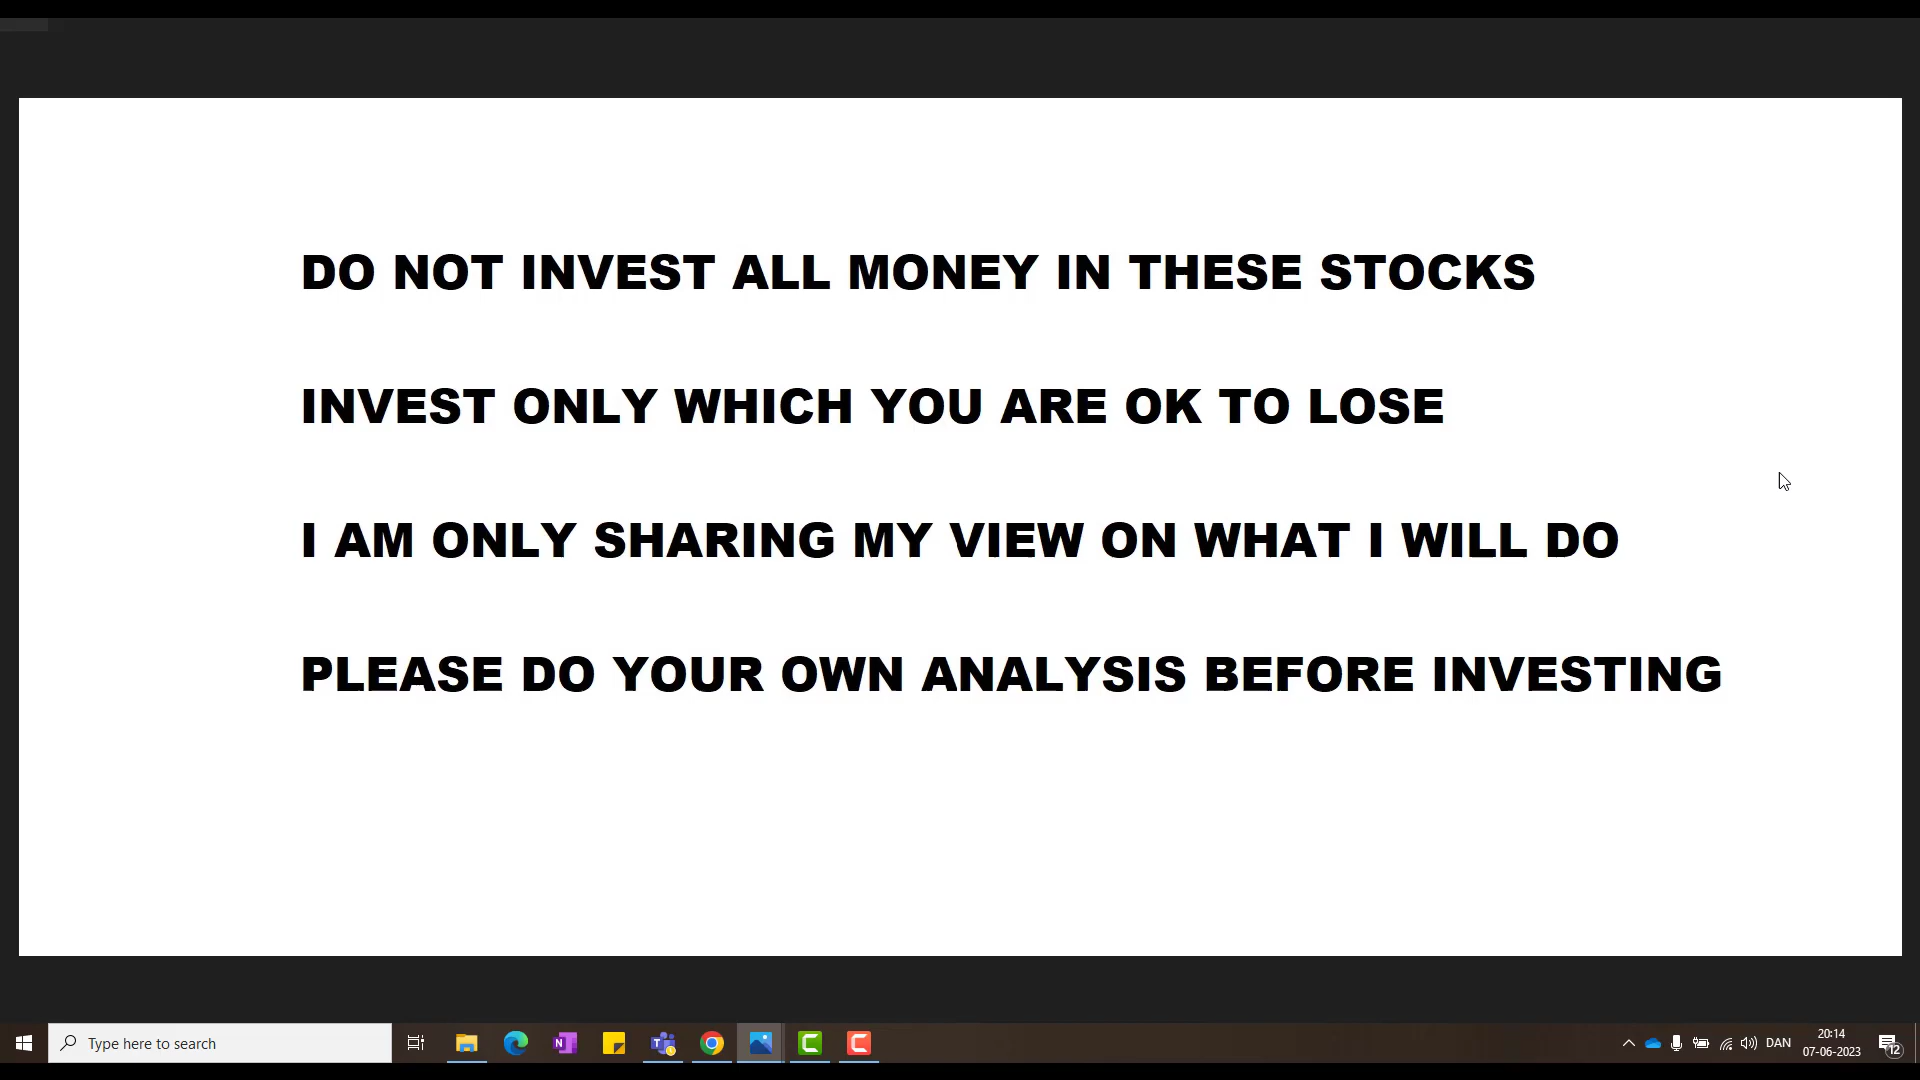 DO NOT INVEST ALL MONEY IN THESE STOCKS
INVEST ONLY WHICH YOU ARE OK TO LOSE
I AM ONLY SHARING MY VIEW ON WHAT I WILL DO
PLEASE DO YOUR OWN ANALYSIS BEFORE INVESTING
Type here to search
DAN
20:14
07-06-2023
12